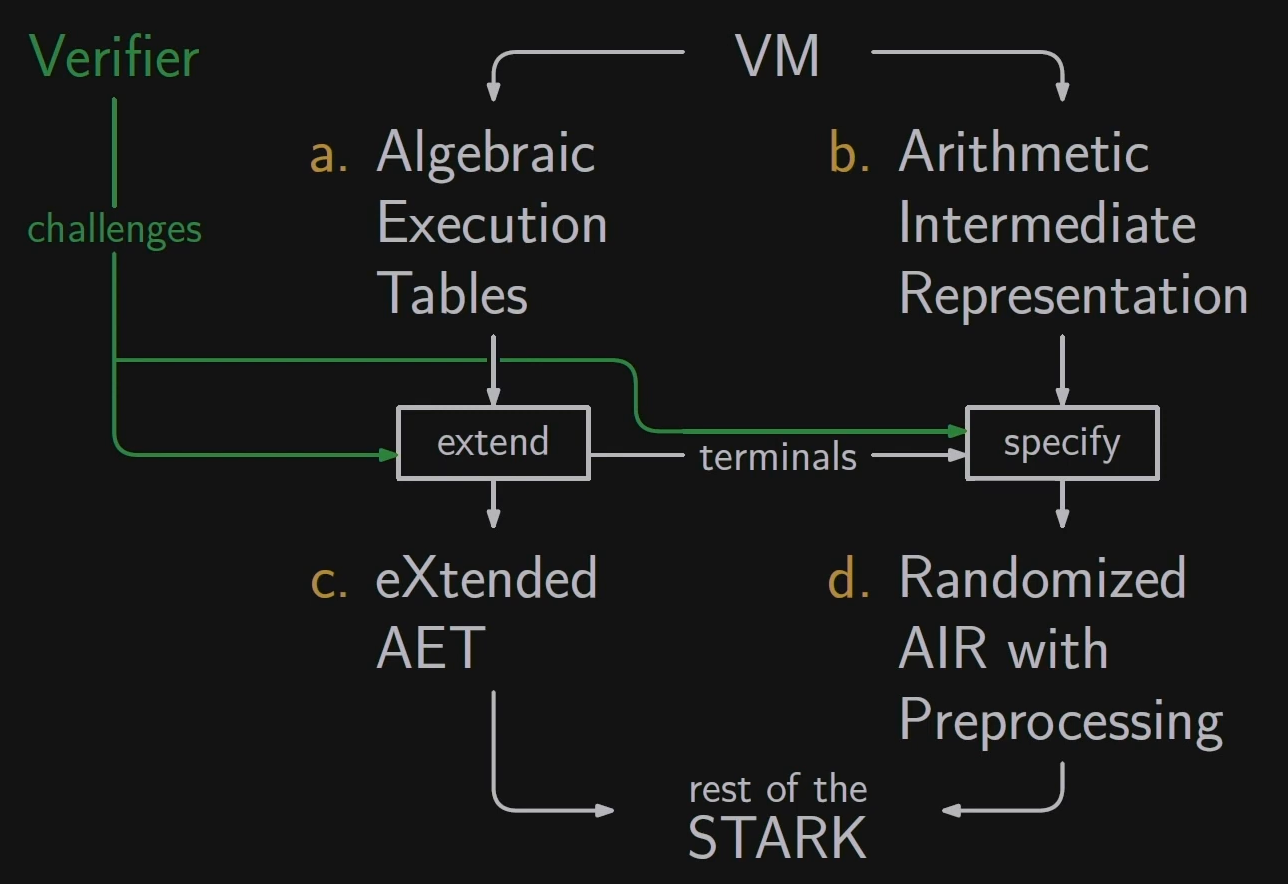 Verifier
VM
challenges
a. Algebraic
Execution
Tables
b. Arithmetic
Intermediate
Representation
extend
terminals
specify
c. eXtended
AET
d. Randomized
AIR with
Preprocessing
rest of the
STARK